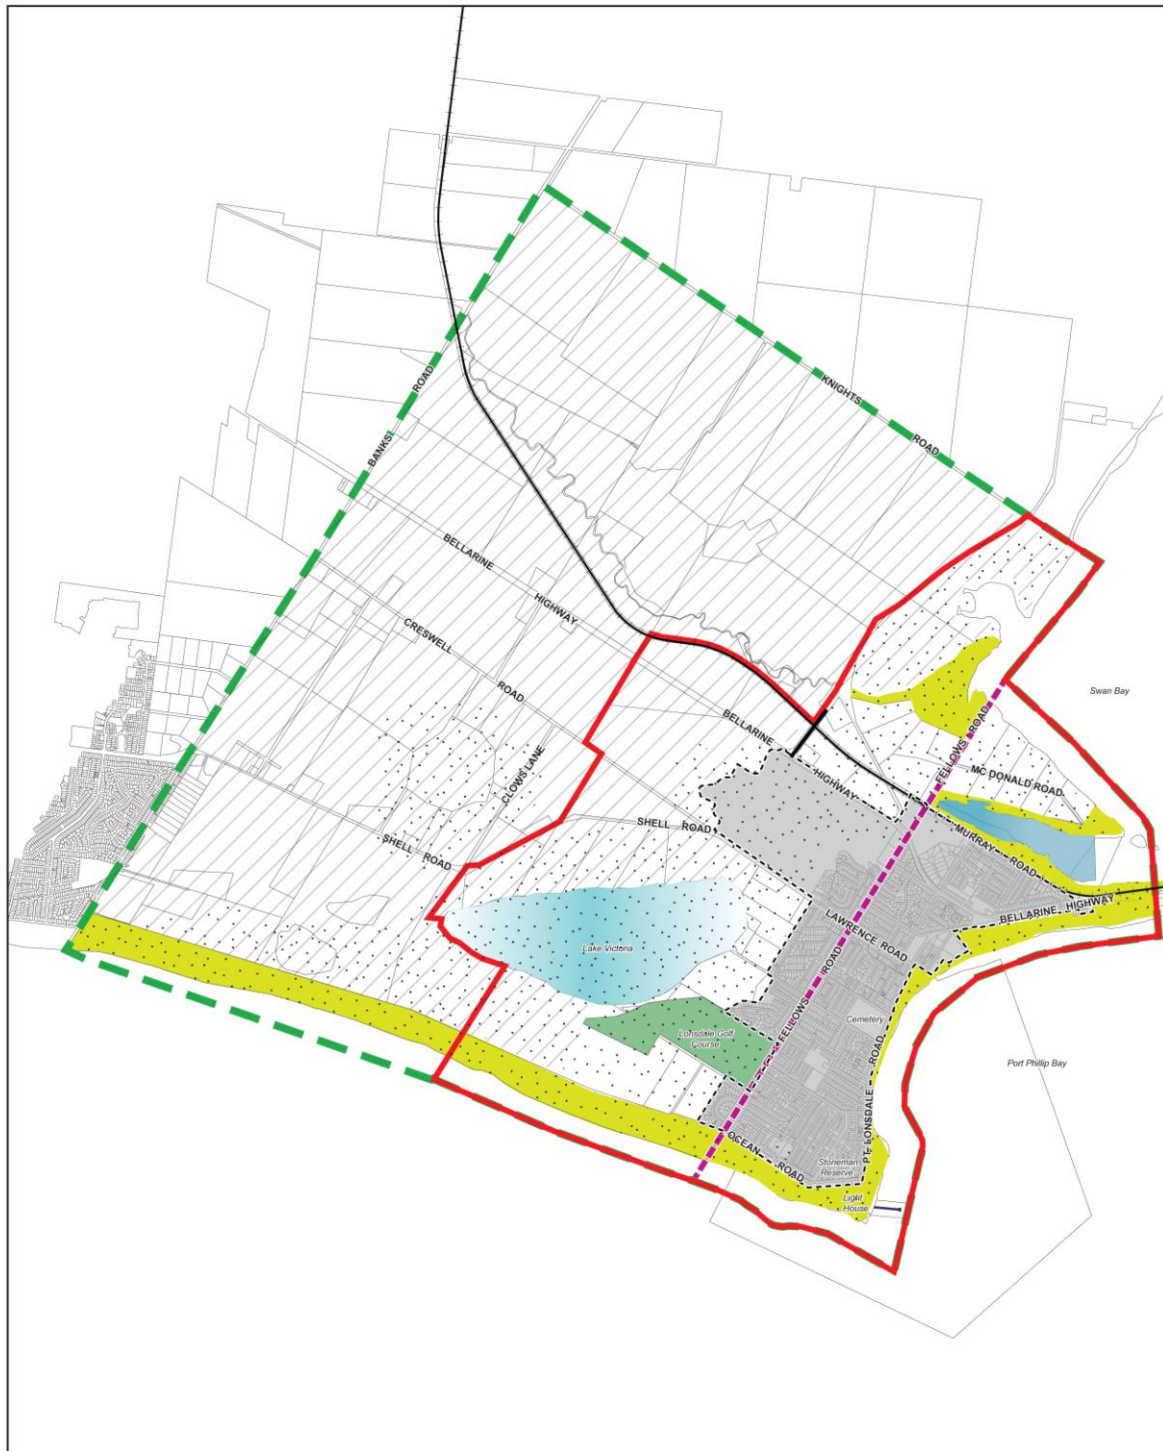 KNIGHTS
ROAD
BANKS
ROAD
BELLARINE
HIGHWAY
CRESWELL
ROAD
Swan Bay
BELLARINE
HIGHWAY
FELLOWS ROAD
MC DONALD ROAD
CLOWS LANE
SHELL ROAD
SHELL ROAD
MURRAY ROAD
BELLARINE HIGHWAY
LAWRENCE ROAD
Lake Victoria
FELLOWS ROAD
Cemetery
Lonsdale Golf
Course
Port Phillip Bay
PT LONSDALE ROAD
OCEAN ROAD
Stoneman
Reserve
Light
House